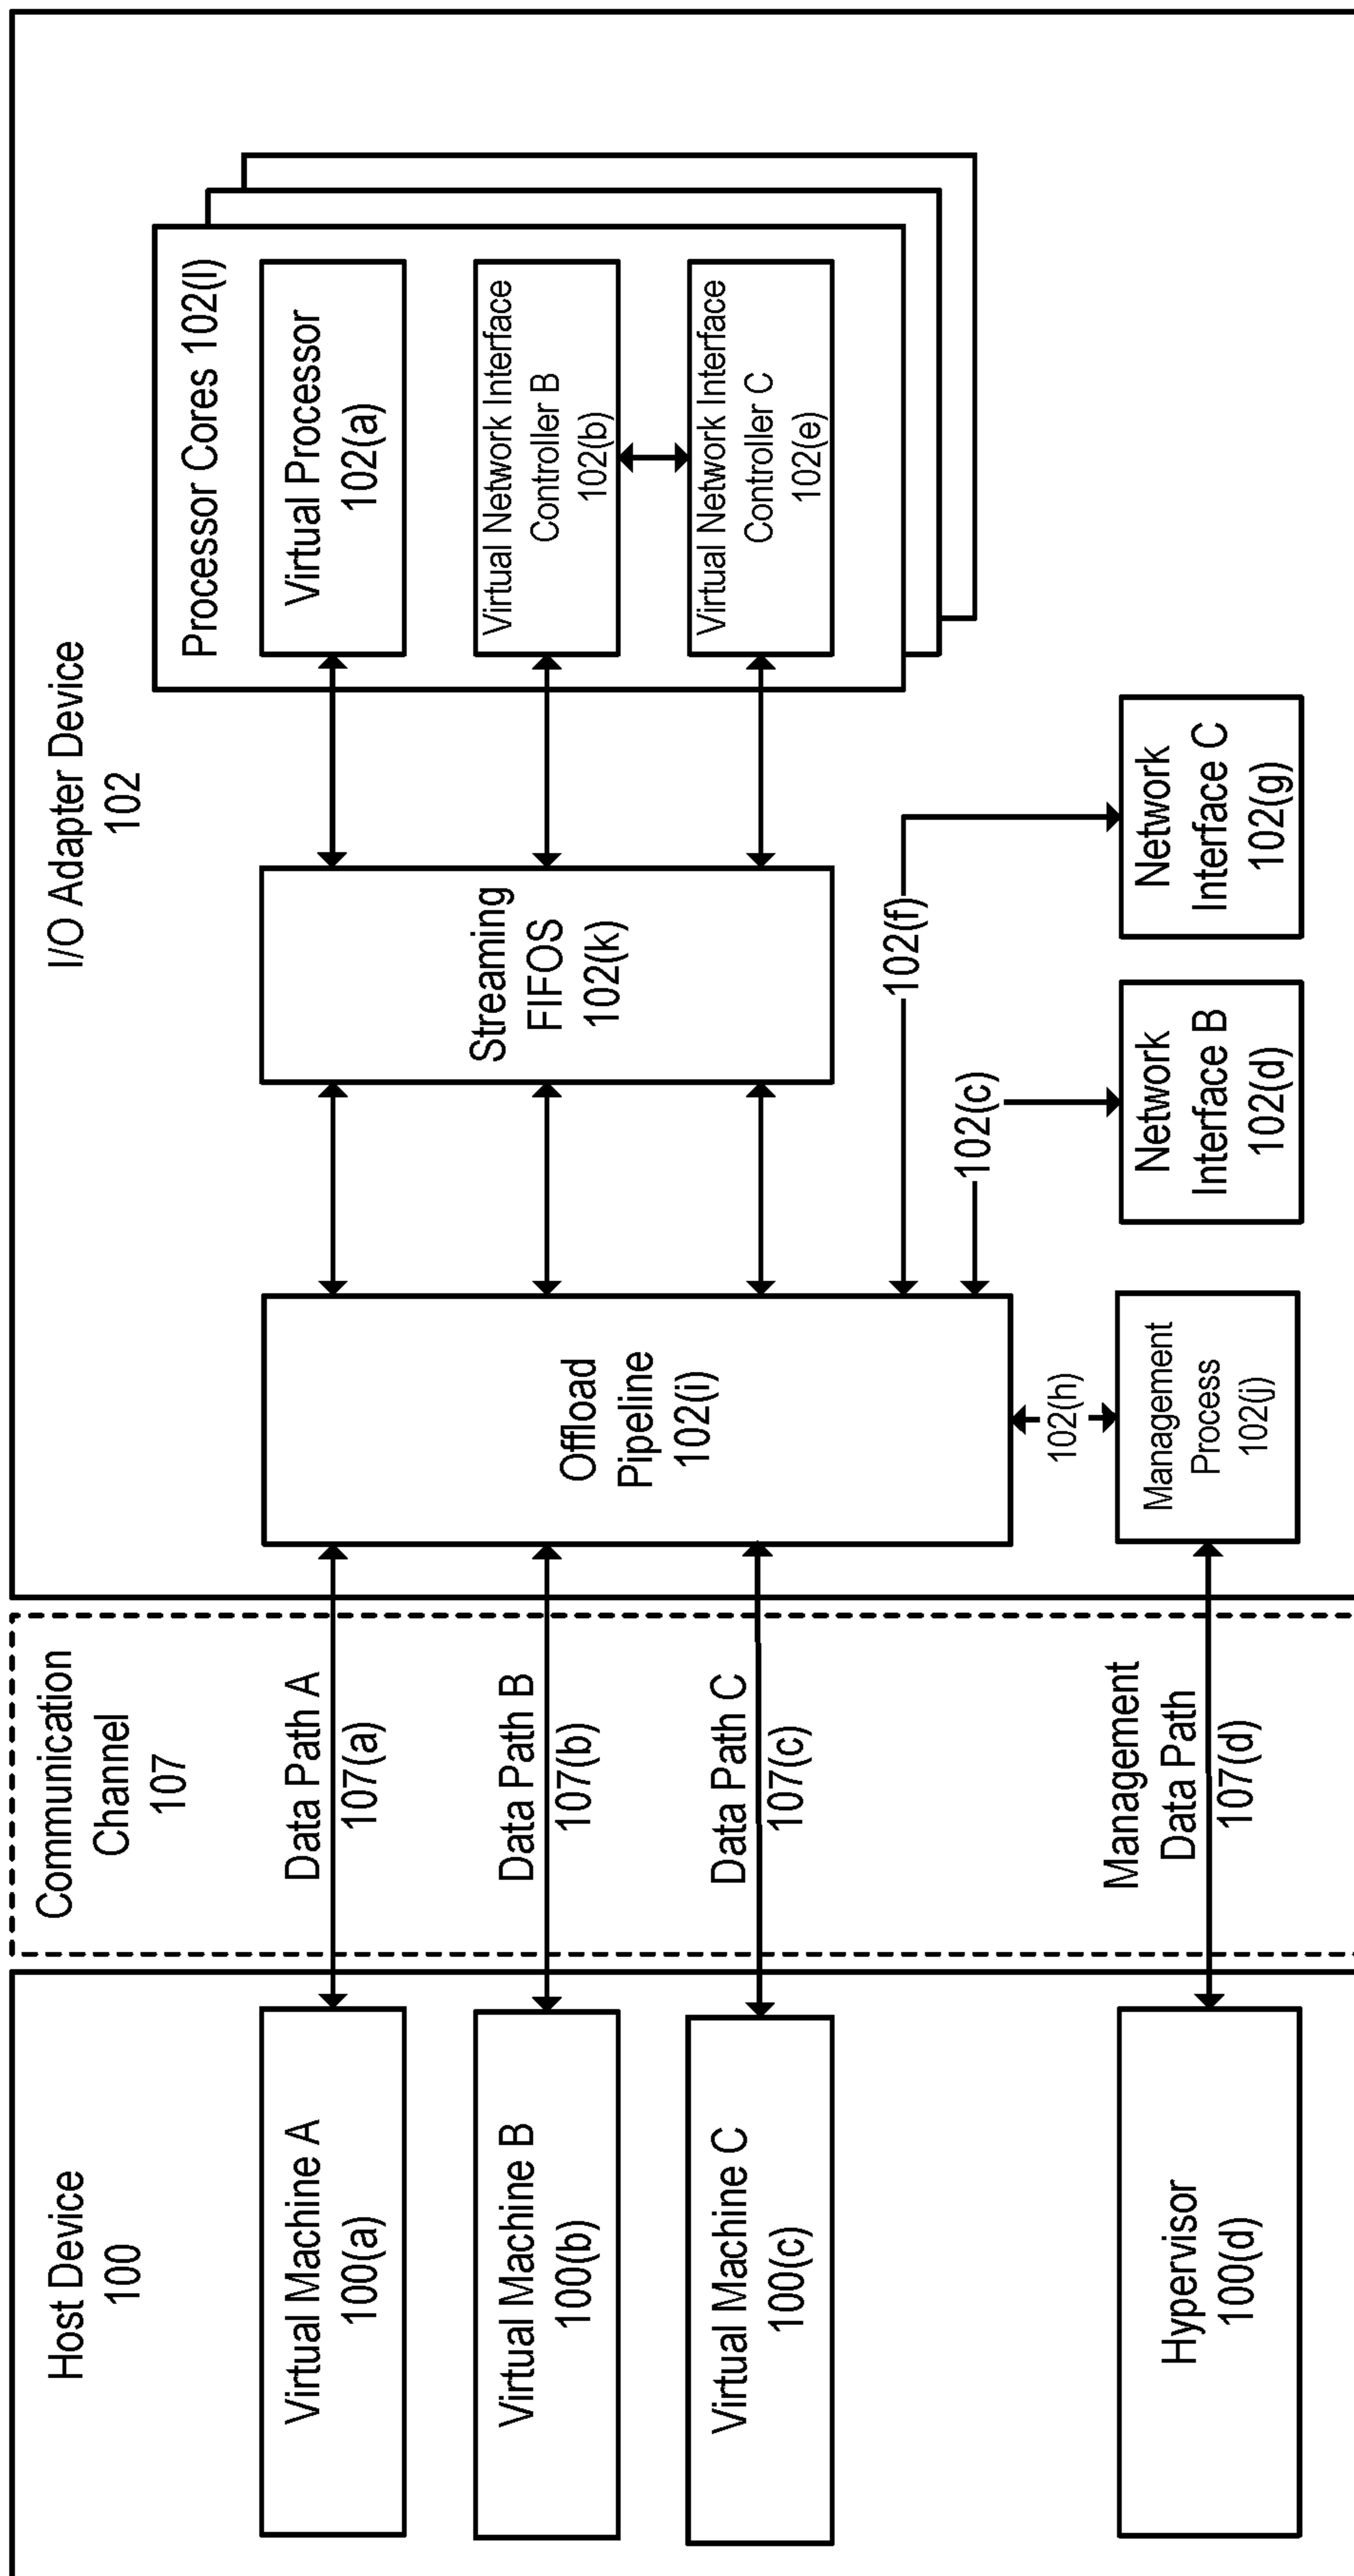 Host Device
100
Virtual Machine A
100(a)
Virtual Machine B
100(b)
Virtual Machine C
100(c)
Hypervisor
100(d)
Communication
Channel
107
Data Path A
107(a)
Data Path B
107(b)
Data Path C
107(c)
Management
Data Path
107(d)
I/O Adapter Device
102
Offload
Pipeline
102(i)
102(h)
Management
Process
102(j)
Streaming
FIFOS
102(k)
102(f)
102(c)
Network
Interface B
102(d)
Network
Interface C
102(g)
Processor Cores 102(l)
Virtual Processor
102(a)
Virtual Network Interface
Controller B
102(b)
Virtual Network Interface
Controller C
102(e)